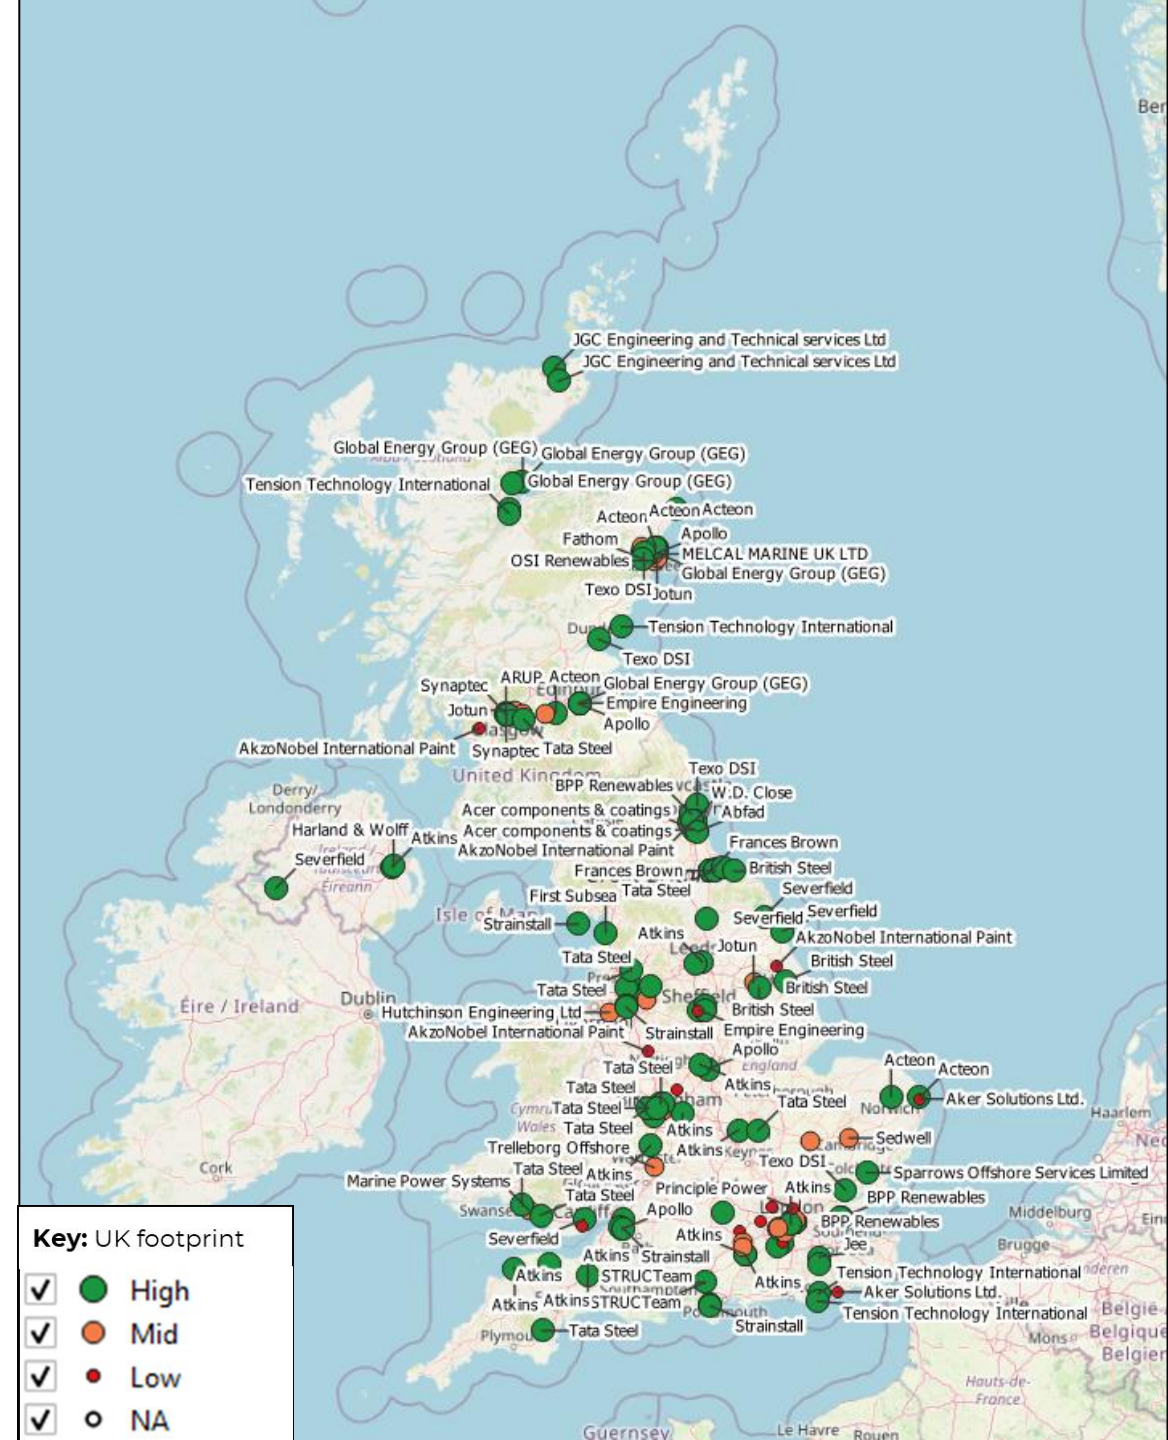 Ber
JGC Engineering and Technical services Ltd
JGC Engineering and Technical services Ltd
Global Energy Group (GEG)
Global Energy Group (GEG)
Global Energy Group (GEG)
Tension Technology International
Acteon
Acteon
Acteon
Fathom
Apollo
MELCAL MARINE UK LTD
OSI Renewables
Global Energy Group (GEG)
Texo DSI
Jotun
Tension Technology International
Texo DSI
ARUP
Acteon
Synaptec
Global Energy Group (GEG)
Jotun
Empire Engineering
Apollo
AkzoNobel International Paint
Synaptec
Tata Steel
United Kingdom
Texo DSI
BPP Renewables
W.D. Close
Derry/
Londonderry
Acer components & coatings
Abfad
Harland & Wolff
Atkins
Acer components & coatings
AkzoNobel International Paint
Frances Brown
Severfield
Frances Brown
British Steel
Éireann
Tata Steel
Severfield
First Subsea
Isle of Man
Strainstall
Severfield
Severfield
Atkins
Jotun
AkzoNobel International Paint
Tata Steel
British Steel
Tata Steel
Sheffield
British Steel
Éire / Ireland
Dublin
Hutchinson Engineering Ltd
British Steel
AkzoNobel International Paint
Strainstall
Empire Engineering
Apollo
England
Tata Steel
Acteon
Acteon
Tata Steel
Atkins
Tata Steel
Norwich
Aker Solutions Ltd.
Haarlem
Cymru
Wales
Tata Steel
Tata Steel
Atkins
Sedwell
Trelleborg Offshore
Atkins
Texo DSI
Cork
Tata Steel
Atkins
Sparrows Offshore Services Limited
Marine Power Systems
Tata Steel
Principle Power
Atkins
BPP Renewables
Apollo
Middelburg
BPP Renewables
Severfield
Atkins
Jee
Brugge
Atkins
Strainstall
Atkins
STRUCTeam
Atkins
Tension Technology International
Aker Solutions Ltd.
Atkins
Atkins
STRUCTeam
Tension Technology International
Strainstall
Tata Steel
België
Belgique
Belgien
Mons
Hauts-de-
France
Guernsey
Le Havre
Rouen
Key: UK footprint
High
Mid
Low
NA